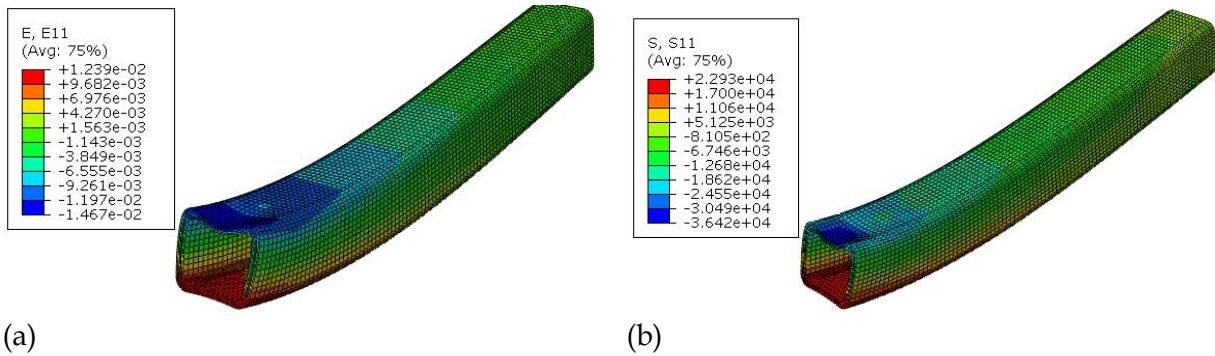 E, E11
(Avg: 75%)
+1.239e-02
+9.682e-03
+6.976e-03
+4.270e-03
+1.563e-03
-1.143e-03
-3.849e-03
-6.555e-03
-9.261e-03
-1.197e-02
-1.467e-02
(a)
S, S11
(Avg: 75%)
+2.293e+04
+1.700e+04
+1.106e+04
+5.125e+03
-8.105e+02
-6.746e+03
-1.268e+04
-1.862e+04
-2.455e+04
-3.049e+04
-3.642e+04
(b)